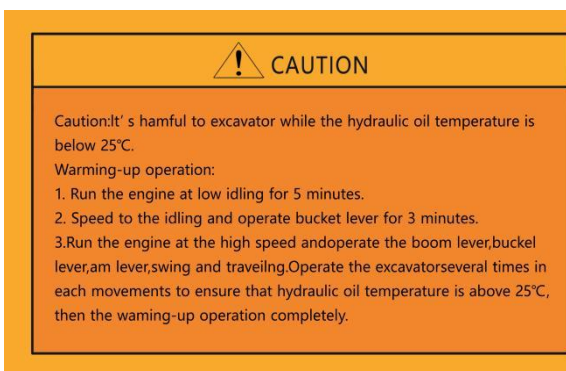 CAUTION
Caution:It's hamful to excavator while the hydraulic oil temperature is
below 25℃.
Warming-up operation:
1. Run the engine at low idling for 5 minutes.
2. Speed to the idling and operate bucket lever for 3 minutes.
3.Run the engine at the high speed andoperate the boom lever,buckel
lever,am lever,swing and traveilng.Operate the excavatorseveral times in
each movements to ensure that hydraulic oil temperature is above 25℃,
then the waming-up operation completely.